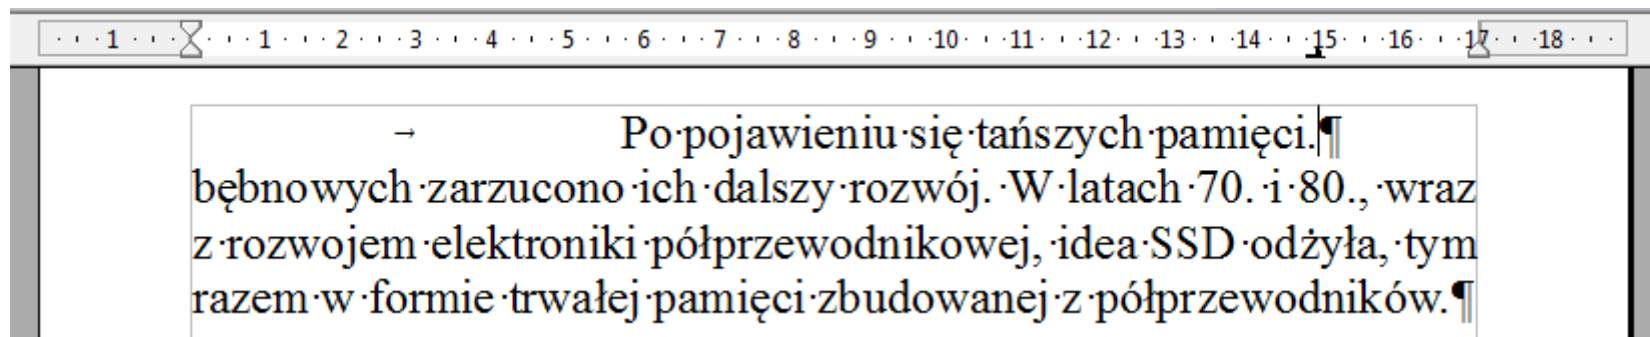 1 1 2 3 4 5 6 7 8 9 10 11 12 13 14 15 16 17 18
→ Po·pojawieniu·się·tańszych·pamięci.¶
bębnowych·zarzucono·ich·dalszy·rozwój.·W·latach·70.·i·80.,·wraz
z·rozwojem·elektroniki·półprzewodnikowej,·idea·SSD·odżyła,·tym
razem·w·formie·trwałej·pamięci·zbudowanej·z·półprzewodników.¶